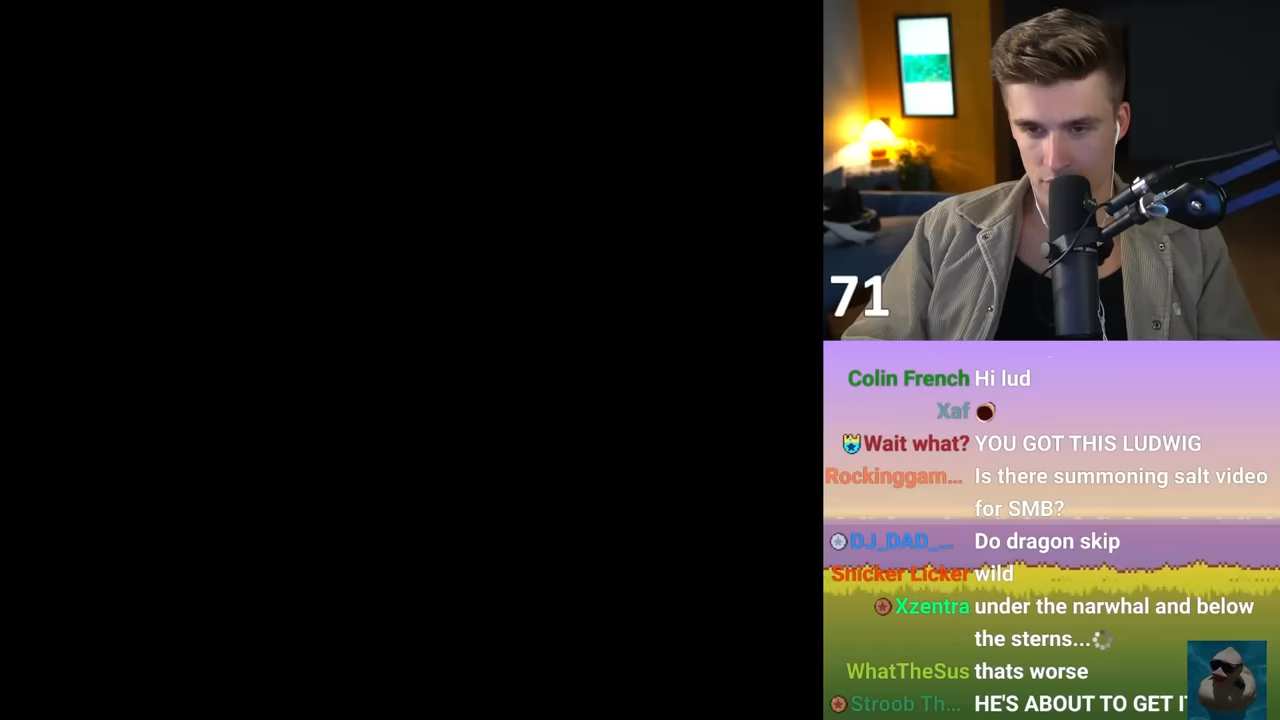 71
Colin French Hi lud
Xaf
Wait what? YOU GOT THIS LUDWIG
Rockinggam... Is there summoning salt video
for SMB?
DJ_DAD_... Do dragon skip
Snicker Licker wild
Xzentra under the narwhal and below
the sterns...
WhatTheSus thats worse
Stroob Th... HE'S ABOUT TO GET